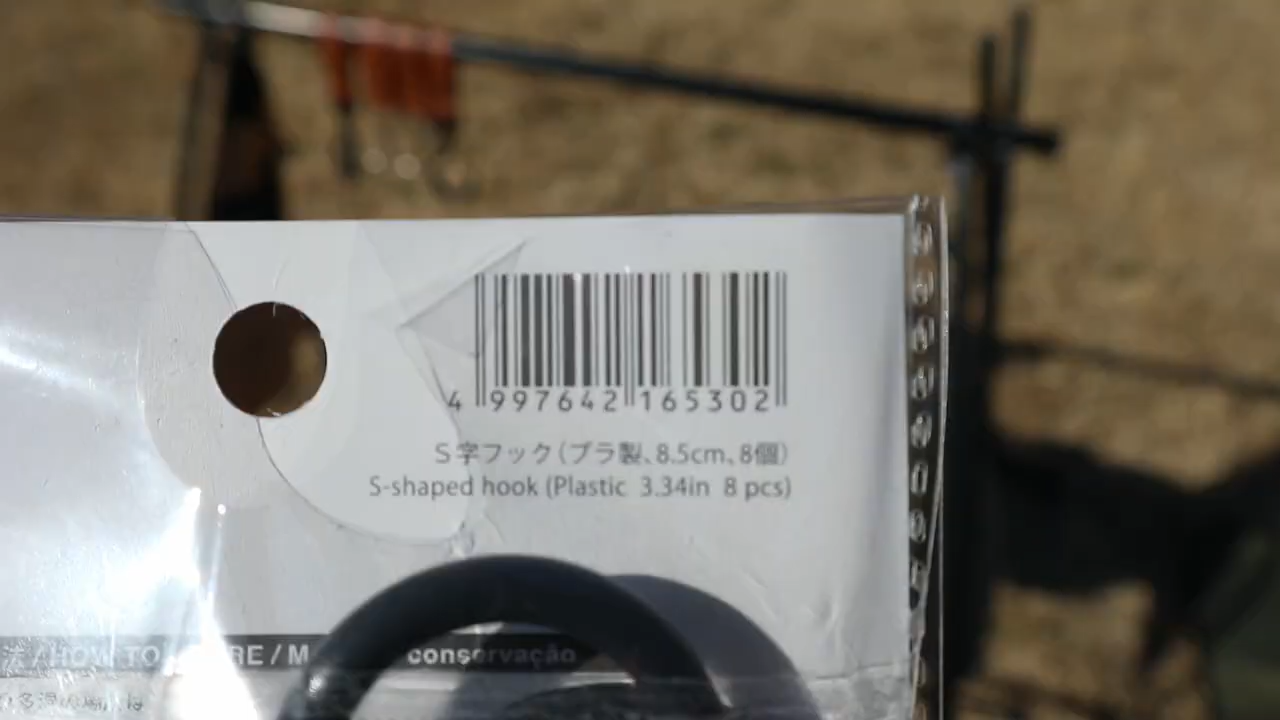 4 997642 165302
S字フック(プラ製、8.5cm、8個)
S-shaped hook (Plastic 3.34in 8 pcs)
法 / HOW TO RE / M conservação